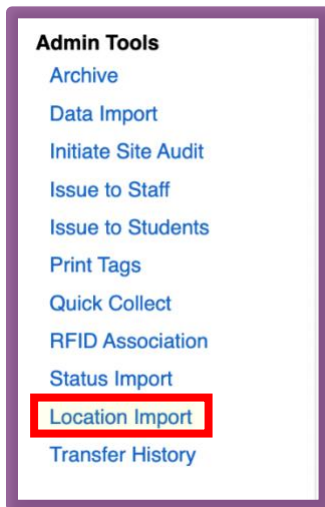 Admin Tools
Archive
Data Import
Initiate Site Audit
Issue to Staff
Issue to Students
Print Tags
Quick Collect
RFID Association
Status Import
Location Import
Transfer History